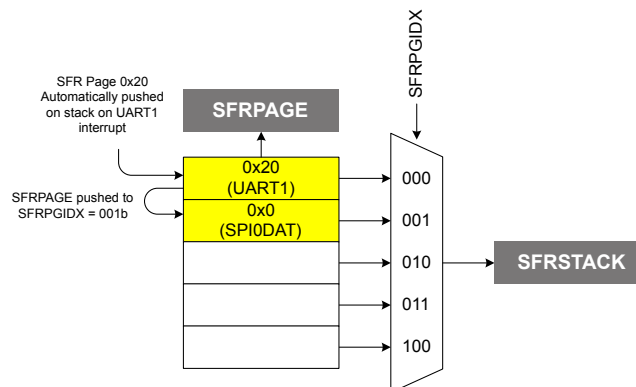 SFRPGIDX
SFR Page 0x20
Automatically pushed
on stack on UART1
interrupt
SFRPAGE
0x20
(UART1)
000
SFRPAGE pushed to
SFRPGIDX = 001b
0x0
(SPI0DAT)
001
010
SFRSTACK
011
100